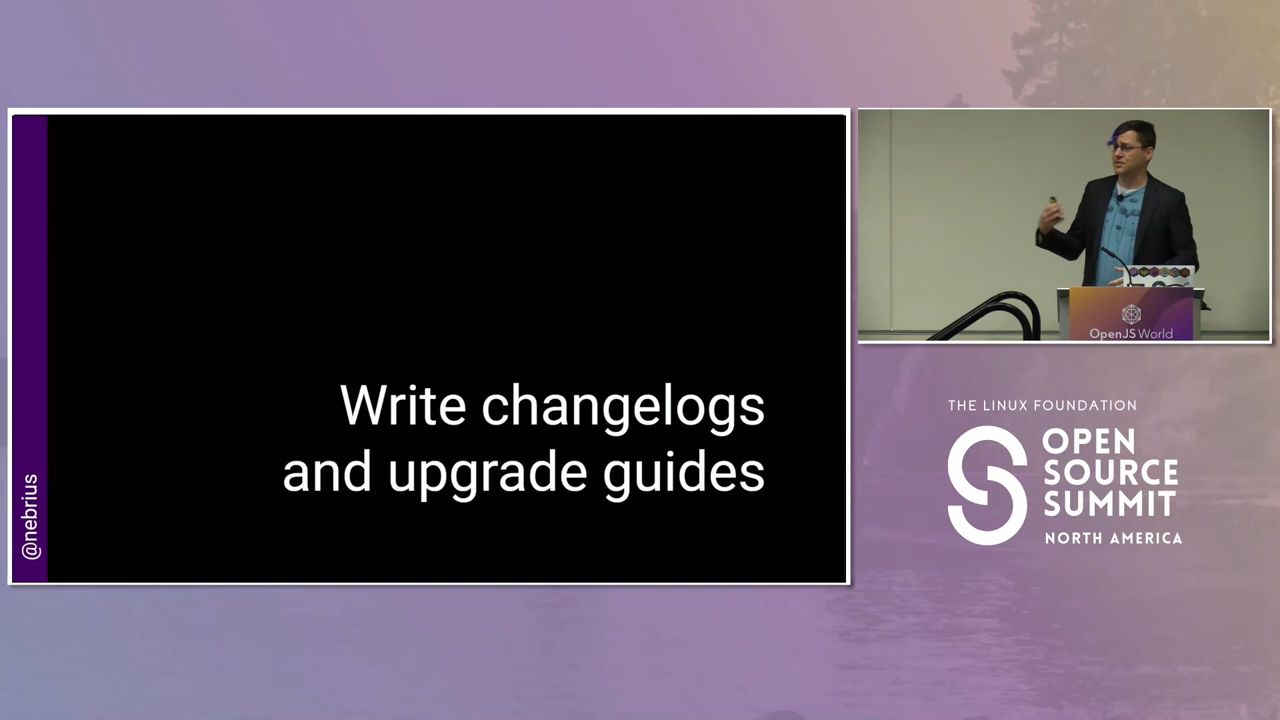 @nebrius
Write changelogs
and upgrade guides
OpenJS World
THE LINUX FOUNDATION
OPEN
SOURCE
SUMMIT
NORTH AMERICA